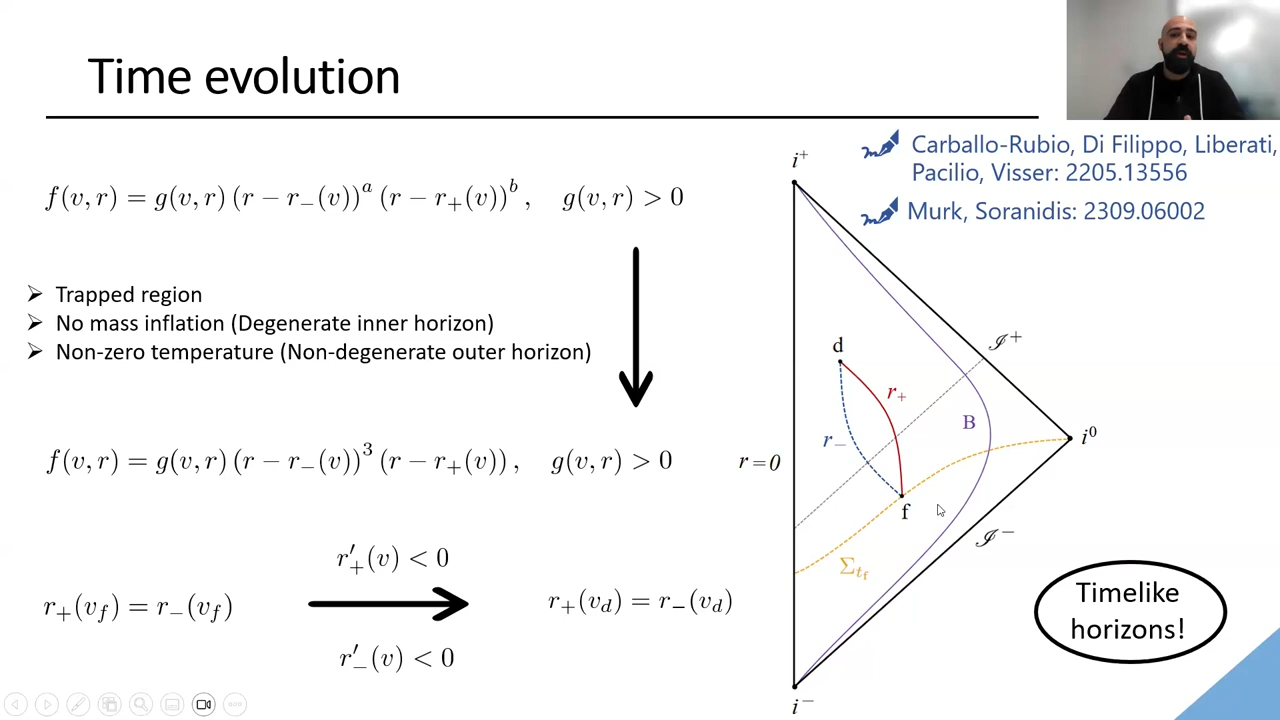 Time evolution
Carballo-Rubio, Di Filippo, Liberati,
Pacilio, Visser: 2205.13556
Murk, Soranidis: 2309.06002
f(v, r) = g(v, r) (r − r₋(v))ᵃ (r − r₊(v))ᵇ ,    g(v, r) > 0
➢ Trapped region
➢ No mass inflation (Degenerate inner horizon)
➢ Non-zero temperature (Non-degenerate outer horizon)
f(v, r) = g(v, r) (r − r₋(v))³ (r − r₊(v)) ,    g(v, r) > 0
r′₊(v) < 0
r₊(v_f) = r₋(v_f)
r₊(v_d) = r₋(v_d)
r′₋(v) < 0
i⁺
ℐ⁺
d
r₊
B
r₋
i⁰
r = 0
f
ℐ⁻
Σ_{t_f}
i⁻
Timelike
horizons!